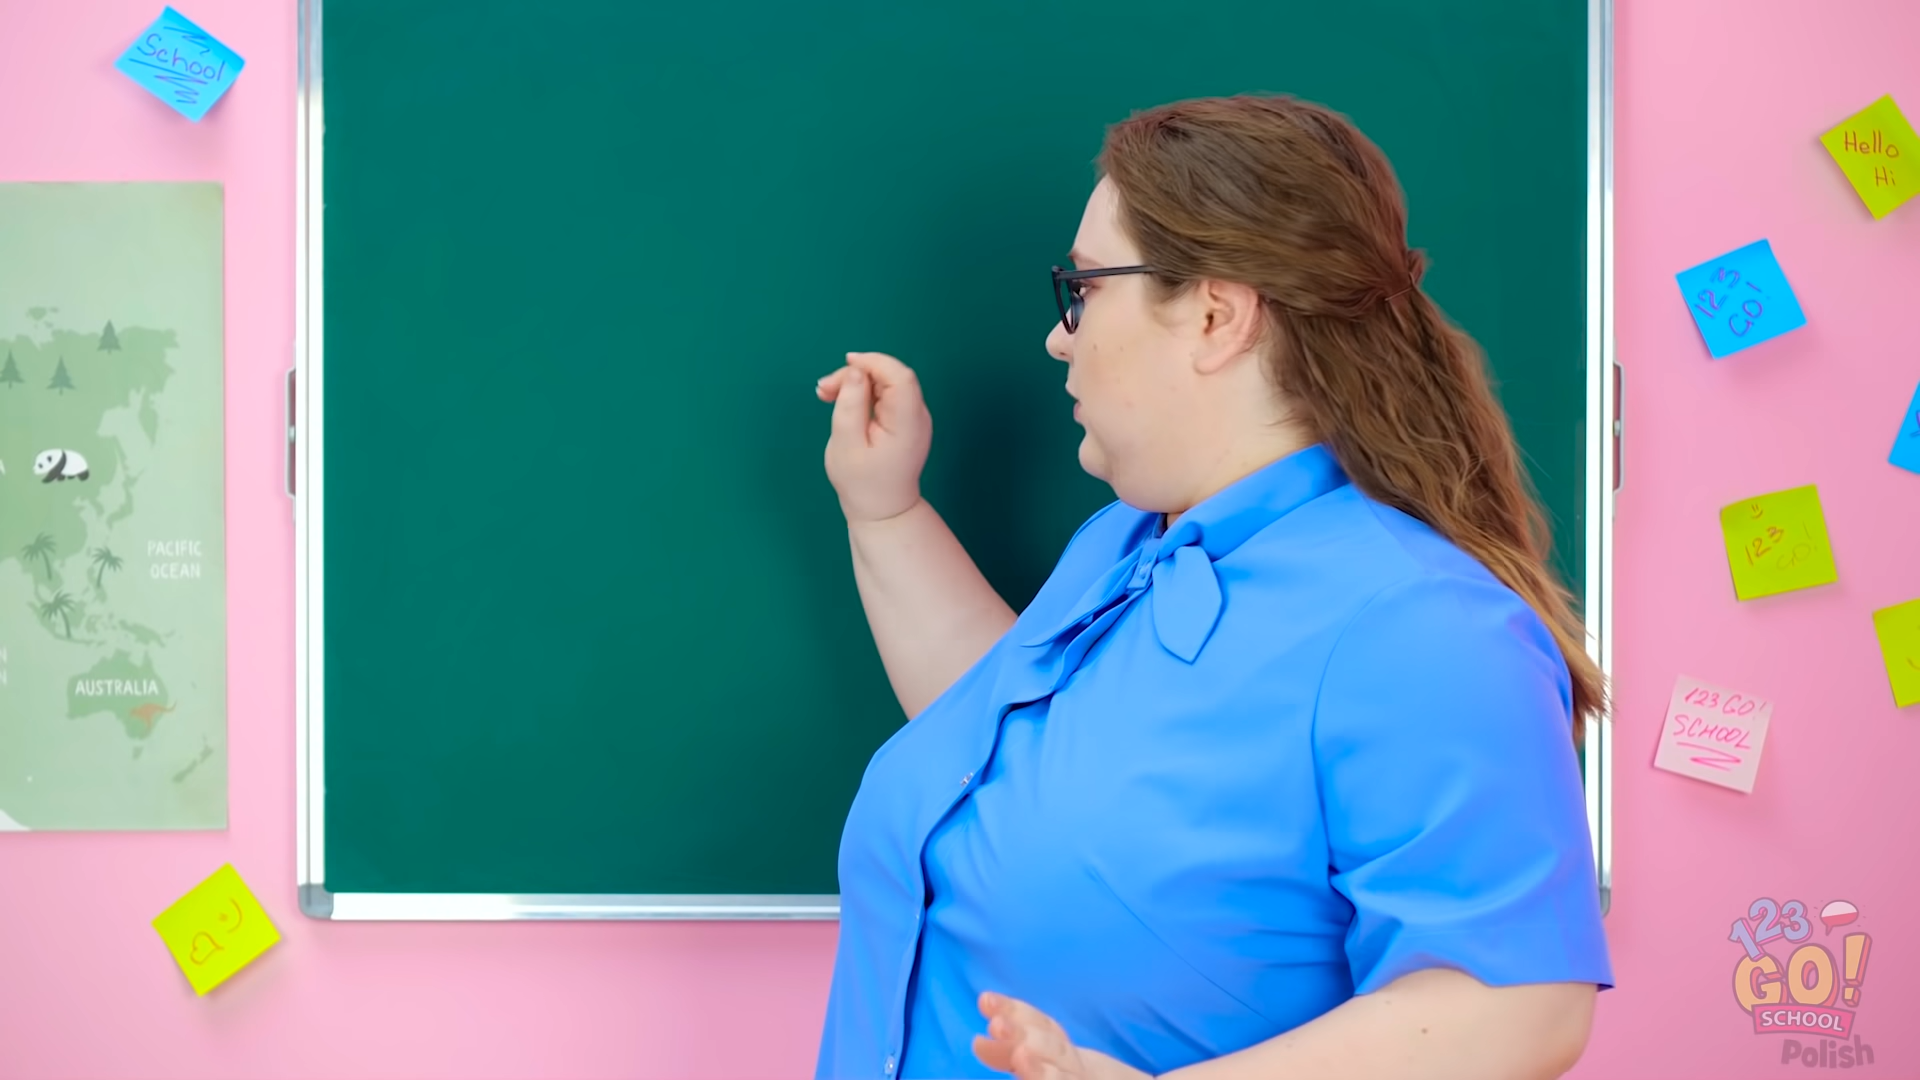 School
Hello
Hi
123
GO!
PACIFIC
OCEAN
123
GO!
AUSTRALIA
123 GO!
SCHOOL
123
GO!
SCHOOL
Polish